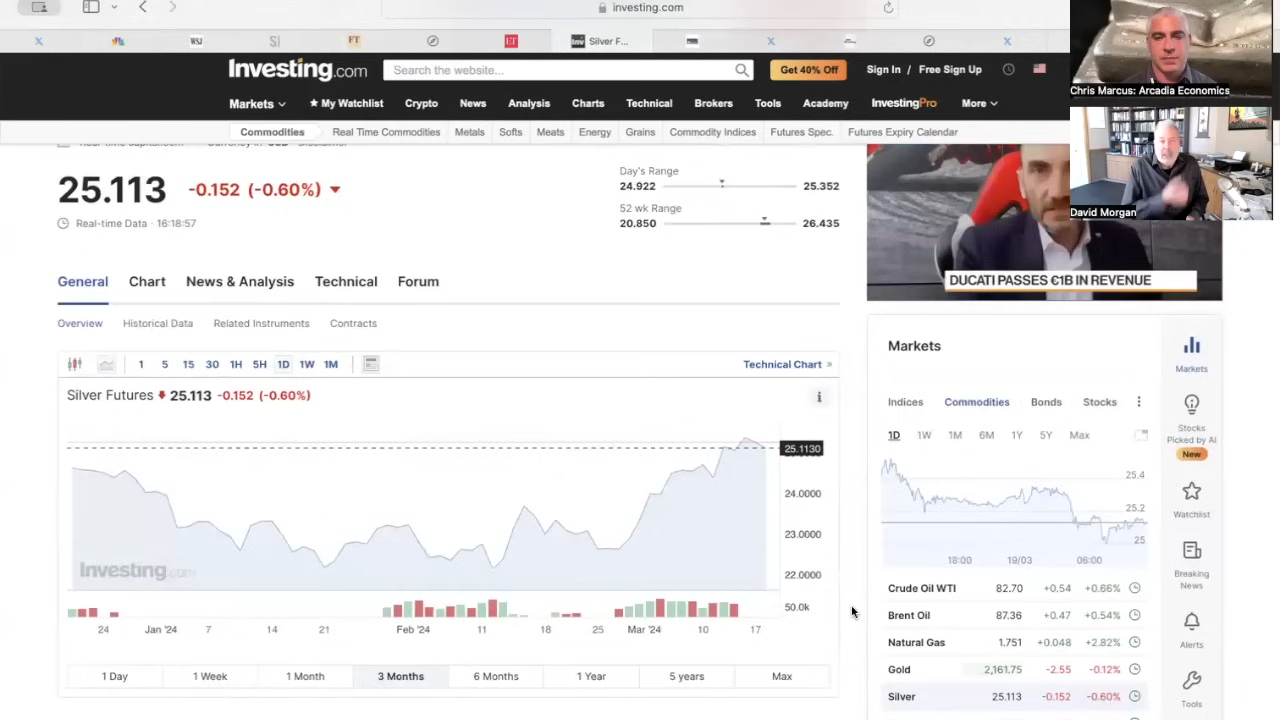 investing.com
WSJ
SI
FT
ET
Inv Silver F...
Investing.com
Search the website...
Get 40% Off
Sign In / Free Sign Up
Markets
★ My Watchlist
Crypto
News
Analysis
Charts
Technical
Brokers
Tools
Academy
InvestingPro
More
Commodities
Real Time Commodities
Metals
Softs
Meats
Energy
Grains
Commodity Indices
Futures Spec.
Futures Expiry Calendar
Chris Marcus: Arcadia Economics
David Morgan
25.113 -0.152 (-0.60%)
Real-time Data · 16:18:57
Day's Range
24.922 25.352
52 wk Range
20.850 26.435
DUCATI PASSES €1B IN REVENUE
General
Chart
News & Analysis
Technical
Forum
Overview
Historical Data
Related Instruments
Contracts
1 5 15 30 1H 5H 1D 1W 1M
Technical Chart »
Silver Futures 25.113 -0.152 (-0.60%)
i
25.1130
24.0000
23.0000
22.0000
50.0k
Investing.com
24 Jan '24 7 14 21 Feb '24 11 18 25 Mar '24 10 17
1 Day
1 Week
1 Month
3 Months
6 Months
1 Year
5 years
Max
Markets
Indices
Commodities
Bonds
Stocks
1D 1W 1M 6M 1Y 5Y Max
25.4
25.2
25
18:00 19/03 06:00
Crude Oil WTI 82.70 +0.54 +0.66%
Brent Oil 87.36 +0.47 +0.54%
Natural Gas 1.751 +0.048 +2.82%
Gold 2,161.75 -2.55 -0.12%
Silver 25.113 -0.152 -0.60%
Markets
Stocks
Picked by AI
New
Watchlist
Breaking
News
Alerts
Tools